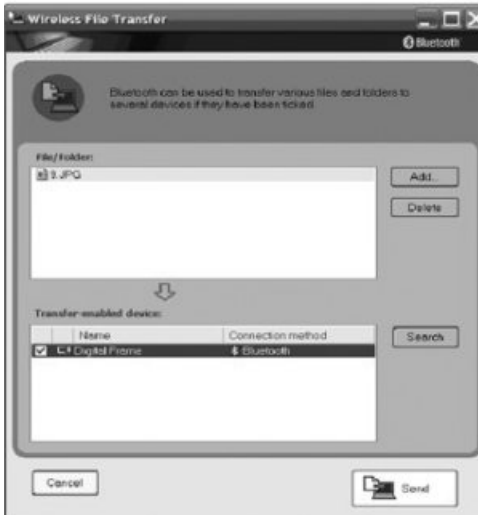 Wireless File Transfer
Bluetooth
Bluetooth can be used to transfer various files and folders to
several devices if they have been ticked.
File/Folder:
9.JPG
Add...
Delete
Transfer-enabled device:
Name Connection method
Digital Frame Bluetooth
Search
Cancel
Send